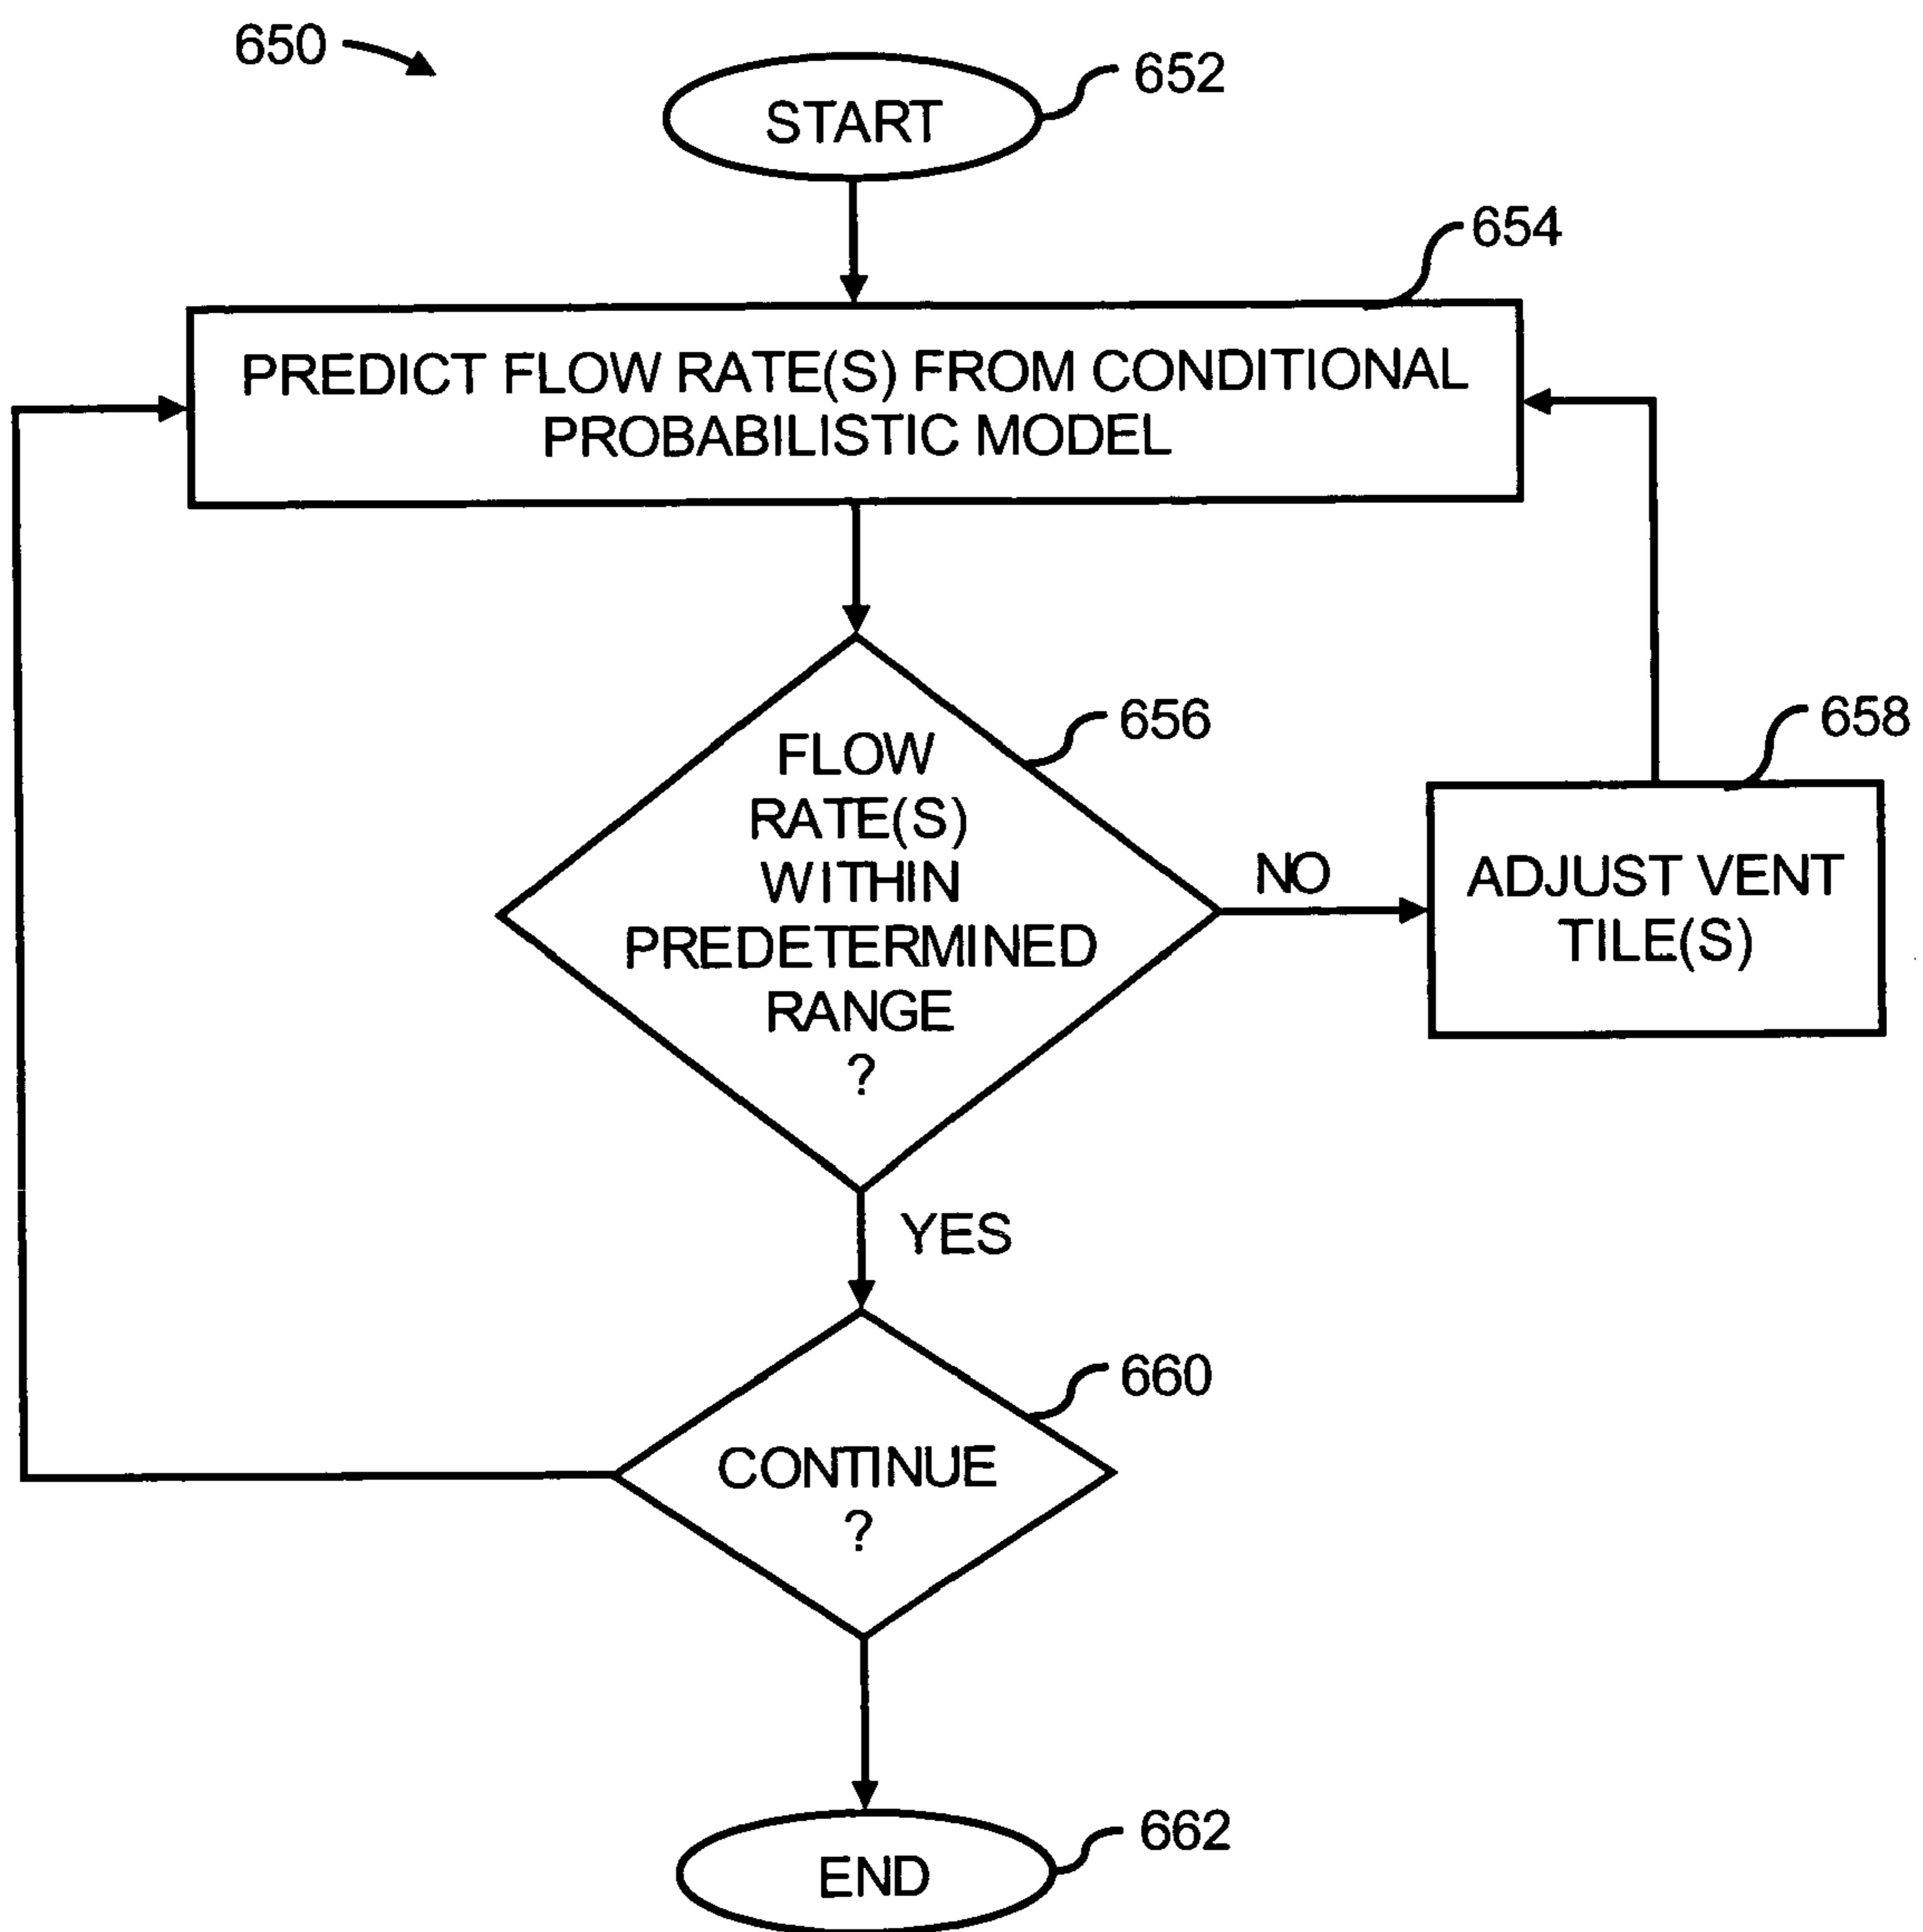 650
START
652
654
PREDICT FLOW RATE(S) FROM CONDITIONAL
PROBABILISTIC MODEL
656
FLOW
RATE(S)
WITHIN
PREDETERMINED
RANGE
?
NO
658
ADJUST VENT
TILE(S)
YES
660
CONTINUE
?
662
END